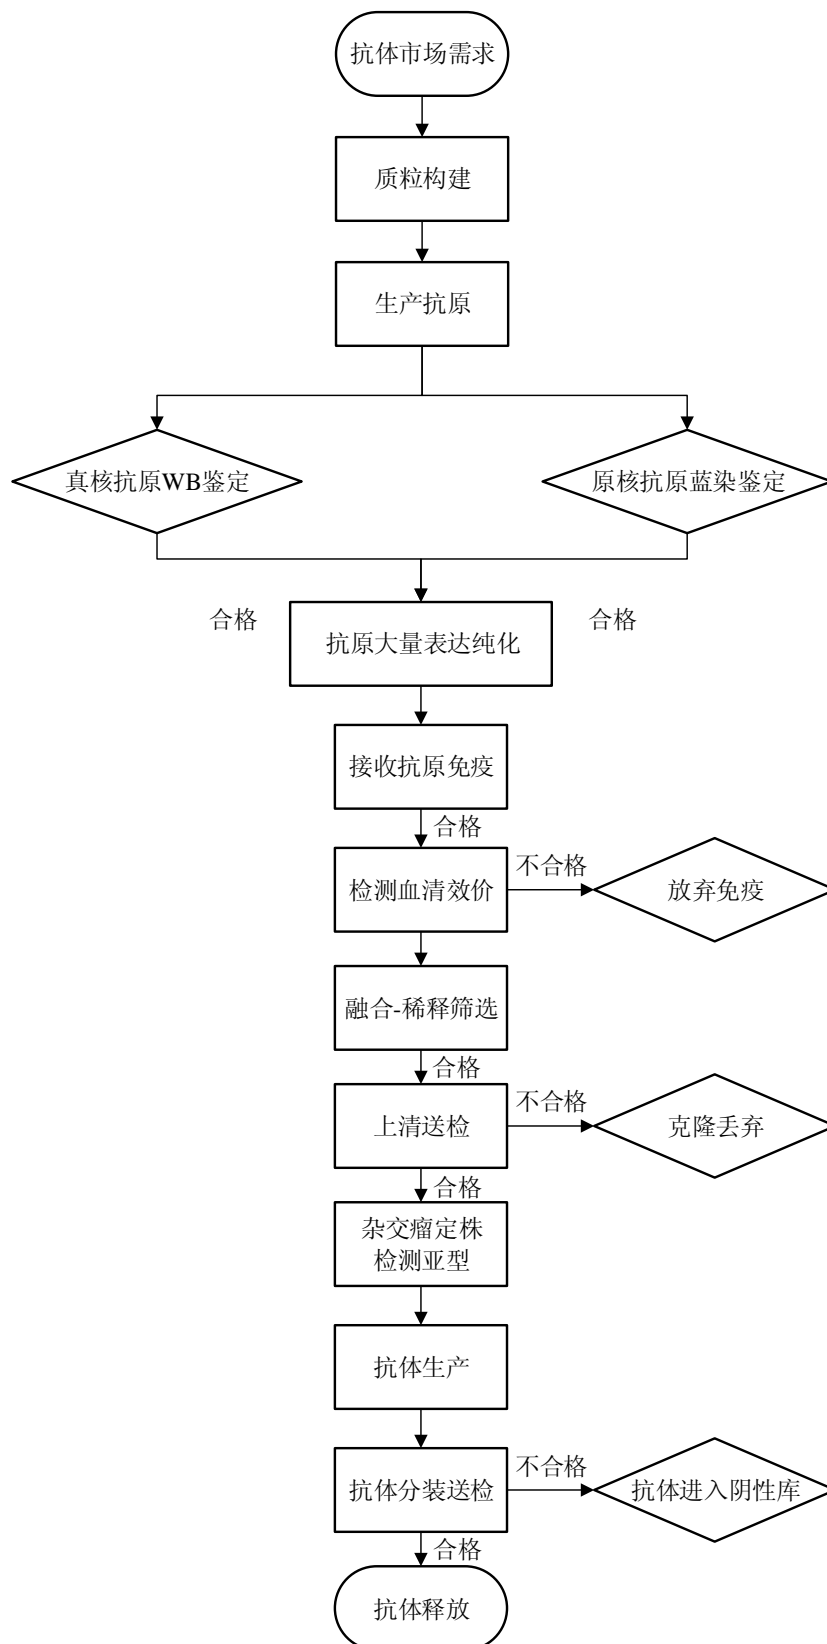 抗体市场需求
质粒构建
生产抗原
真核抗原WB鉴定
原核抗原蓝染鉴定
合格
抗原大量表达纯化
合格
接收抗原免疫
合格
检测血清效价
不合格
放弃免疫
融合-稀释筛选
合格
上清送检
不合格
克隆丢弃
合格
杂交瘤定株
检测亚型
抗体生产
抗体分装送检
不合格
抗体进入阴性库
合格
抗体释放